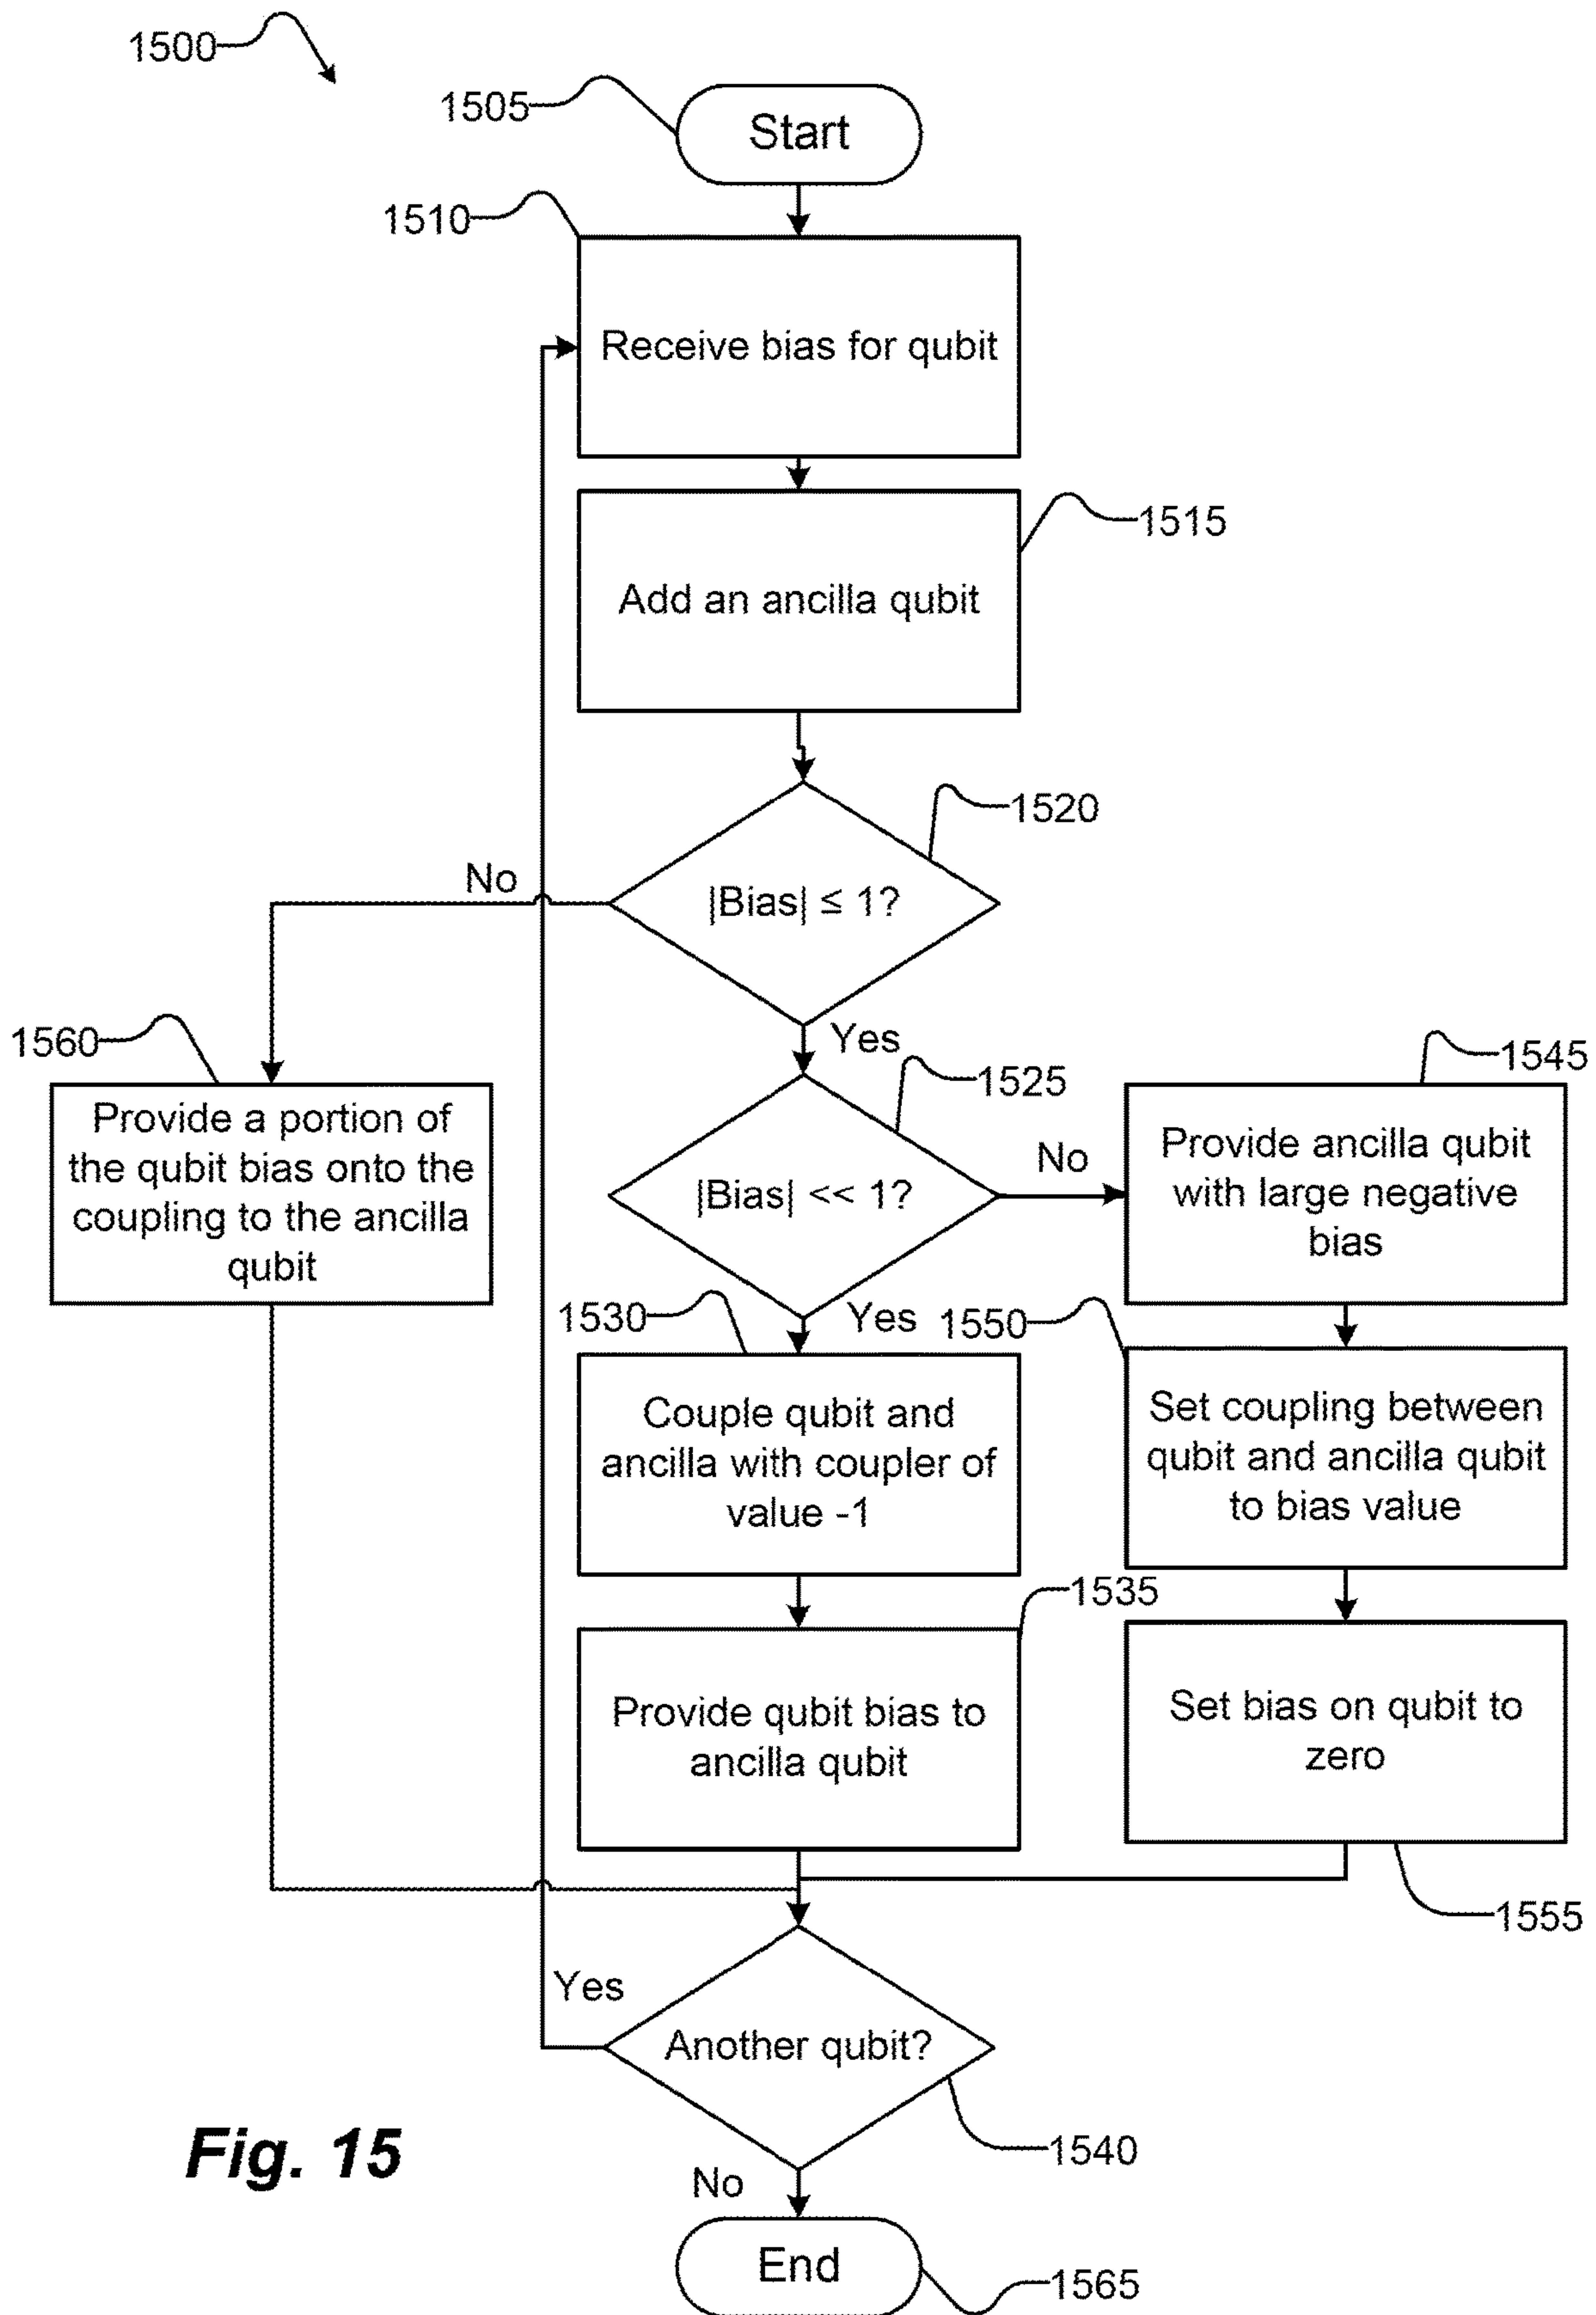 1500
1505
Start
1510
Receive bias for qubit
1515
Add an ancilla qubit
1520
No
|Bias| ≤ 1?
1560
Yes
1545
1525
Provide a portion of
the qubit bias onto the
coupling to the ancilla
qubit
|Bias| << 1?
No
Provide ancilla qubit
with large negative
bias
1530
Yes
1550
Couple qubit and
ancilla with coupler of
value -1
Set coupling between
qubit and ancilla qubit
to bias value
1535
Provide qubit bias to
ancilla qubit
Set bias on qubit to
zero
1555
Yes
Another qubit?
1540
Fig. 15
No
End
1565